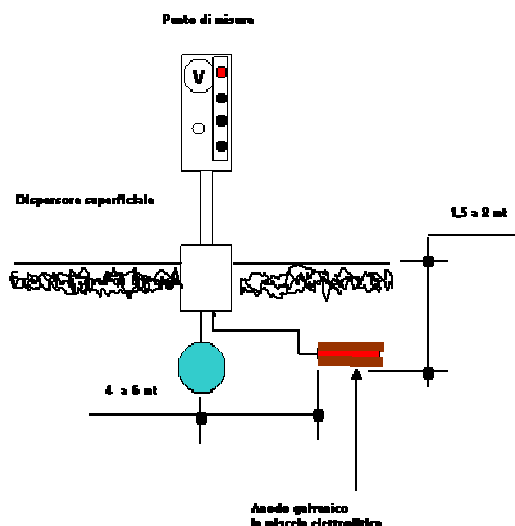 Punto di misura
V
Dispersore superficiale
1,5 a 2 mt
4 a 6 mt
Anodo galvanico
in miscela elettrolitica